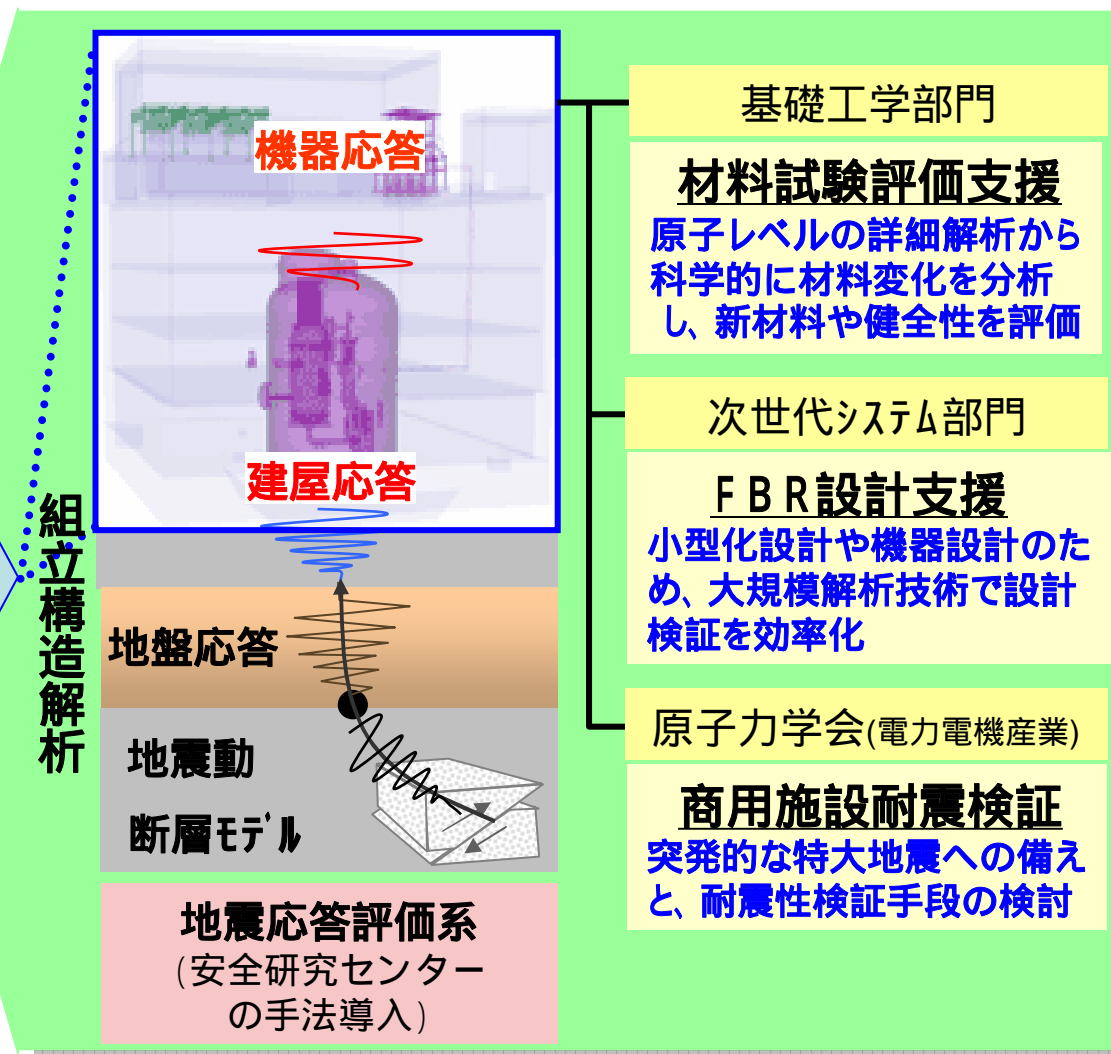 機器応答
建屋応答
組立構造解析
地盤応答
地震動
断層ﾓﾃﾞﾙ
地震応答評価系
(安全研究センター
の手法導入)
基礎工学部門
材料試験評価支援
原子レベルの詳細解析から
科学的に材料変化を分析
し、新材料や健全性を評価
次世代ｼｽﾃﾑ部門
ＦＢＲ設計支援
小型化設計や機器設計のた
め、大規模解析技術で設計
検証を効率化
原子力学会(電力電機産業)
商用施設耐震検証
突発的な特大地震への備え
と、耐震性検証手段の検討